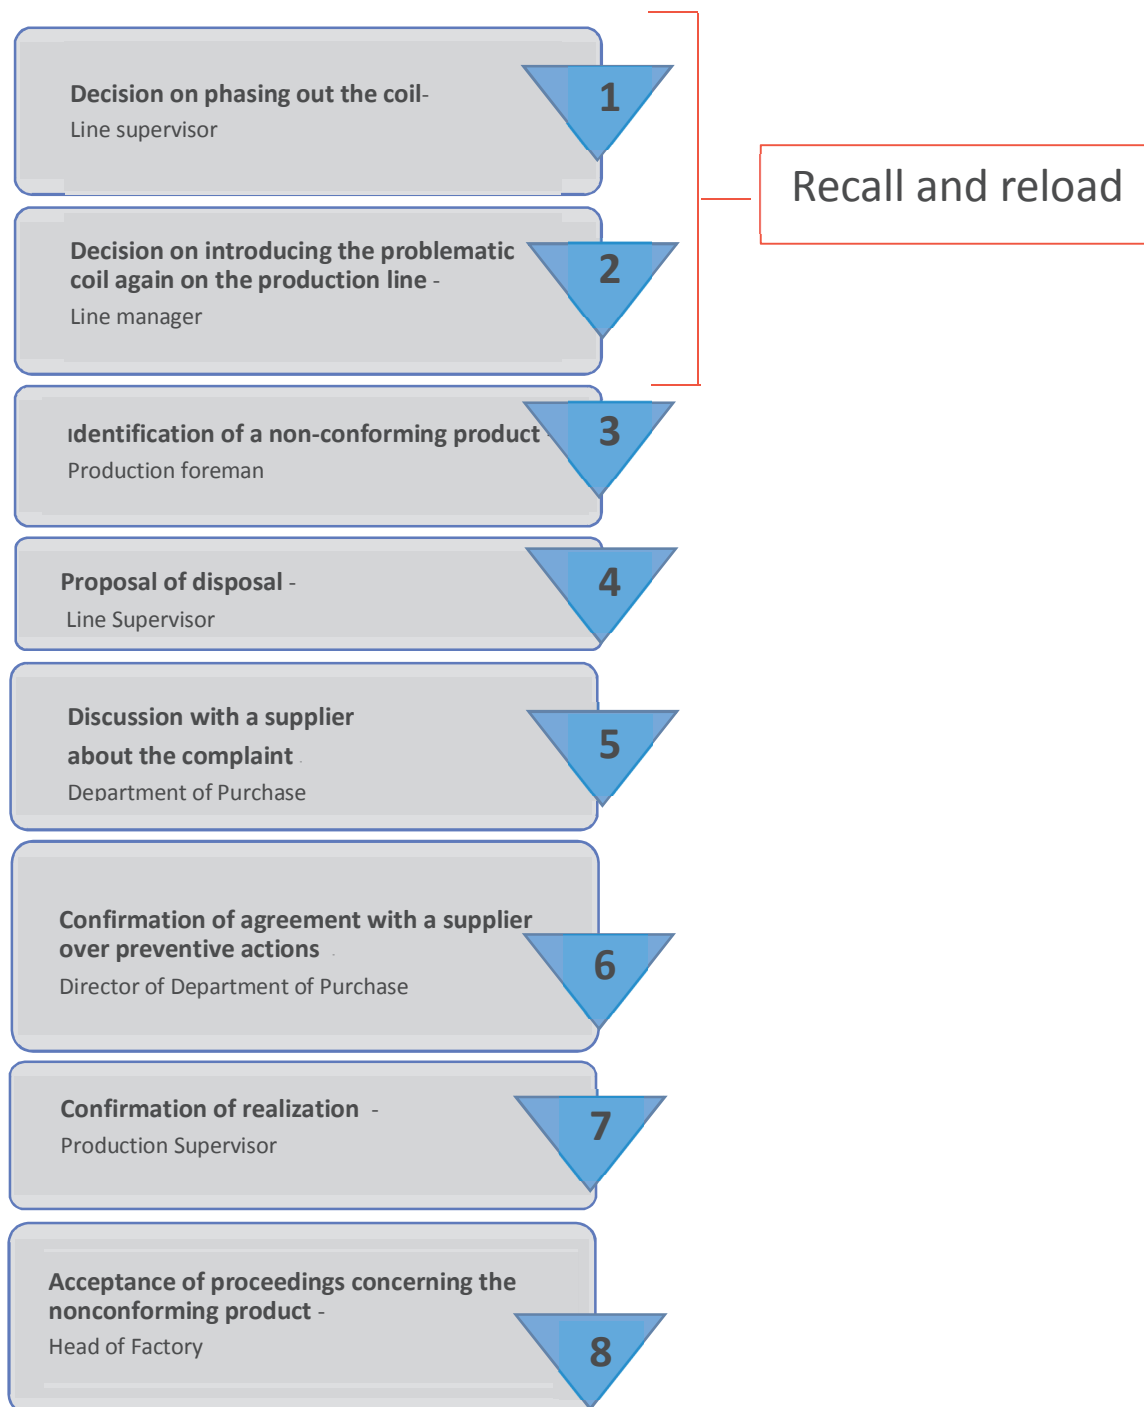 Decision on phasing out the coil-
Line supervisor
1
Recall and reload
Decision on introducing the problematic
coil again on the production line -
Line manager
2
Identification of a non-conforming product -
Production foreman
3
Proposal of disposal -
Line Supervisor
4
Discussion with a supplier
about the complaint
Department of Purchase
5
Confirmation of agreement with a supplier
over preventive actions
Director of Department of Purchase
6
Confirmation of realization -
Production Supervisor
7
Acceptance of proceedings concerning the
nonconforming product -
Head of Factory
8